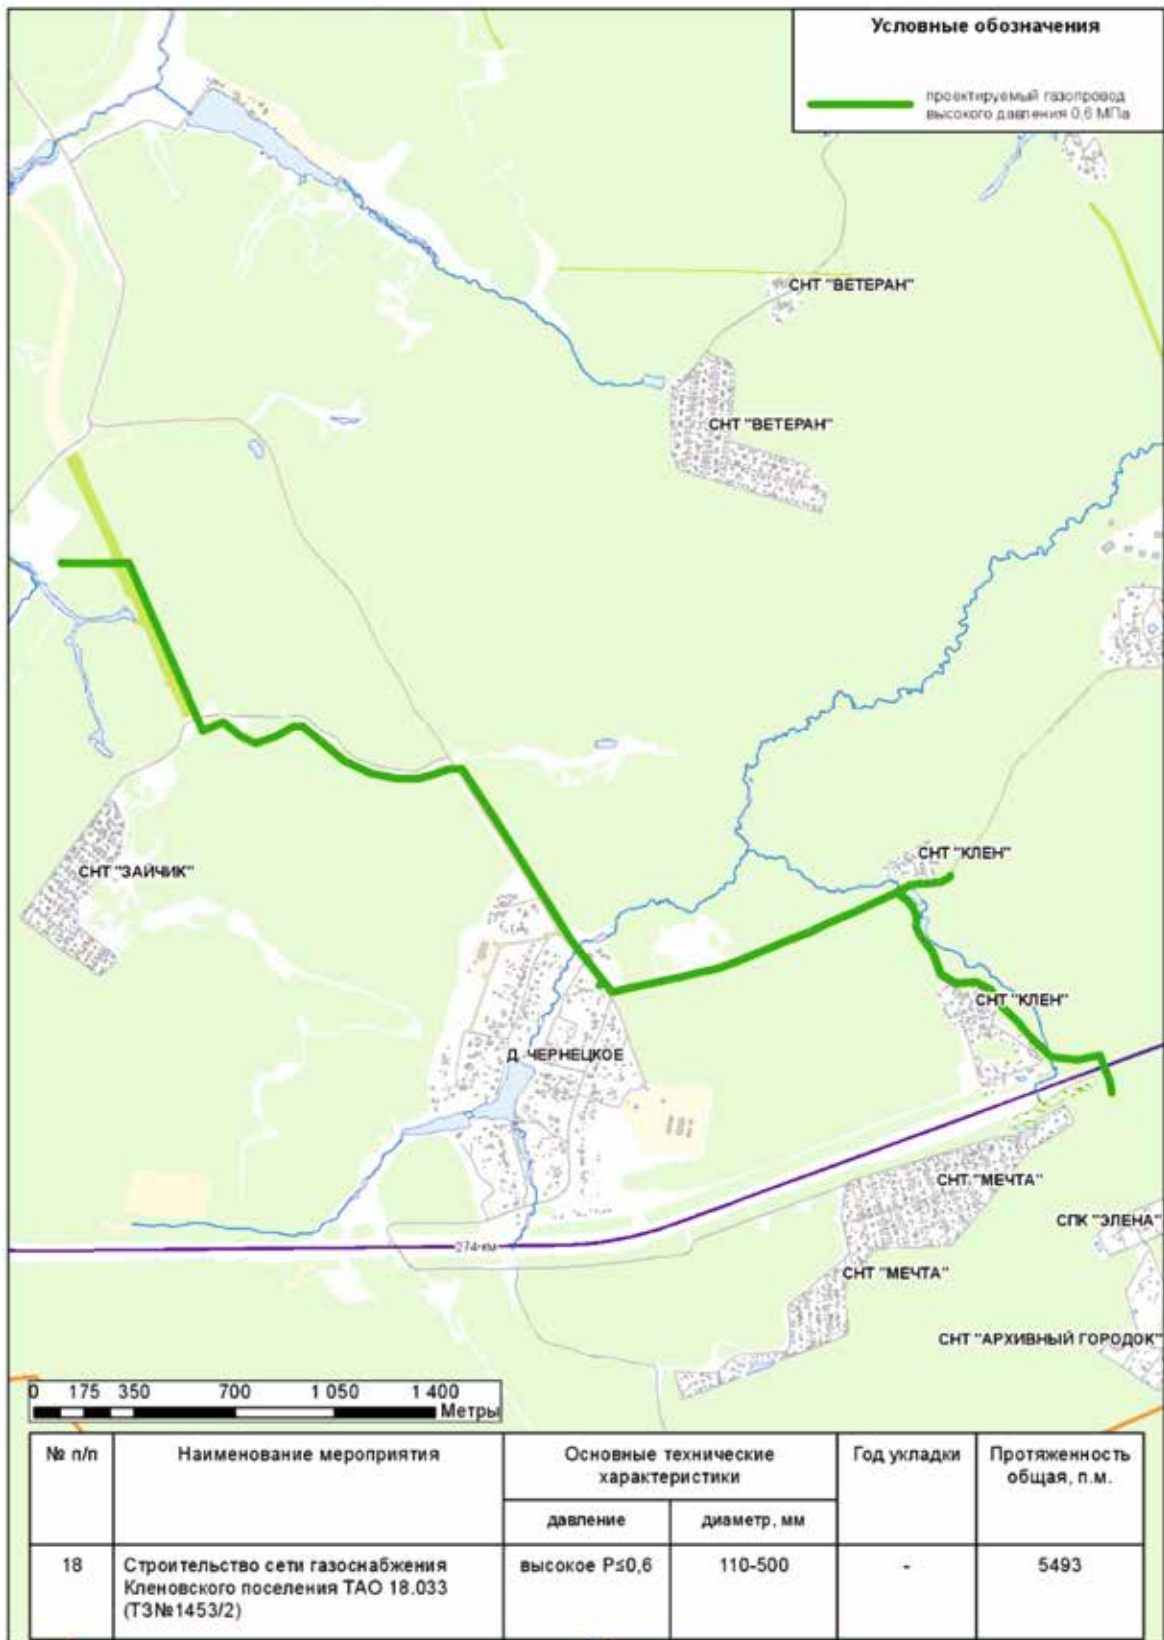 Условные обозначения
проектируемый газопровод
высокого давления 0,6 МПа
СНТ "ВЕТЕРАН"
СНТ "ВЕТЕРАН"
СНТ "ЗАЙЧИК"
СНТ "КЛЕН"
СНТ "КЛЕН"
Д. ЧЕРНЕЦКОЕ
СНТ "МЕЧТА"
СПК "ЭЛЕНА"
274-км
СНТ "МЕЧТА"
СНТ "АРХИВНЫЙ ГОРОДОК"
0 175 350 700 1 050 1 400
Метры
№ п/п
Наименование мероприятия
Основные технические
характеристики
давление
диаметр, мм
Год укладки
Протяженность
общая, п.м.
18
Строительство сети газоснабжения
Кленовского поселения ТАО 18.033
(ТЗ№1453/2)
высокое P≤0,6
110-500
-
5493